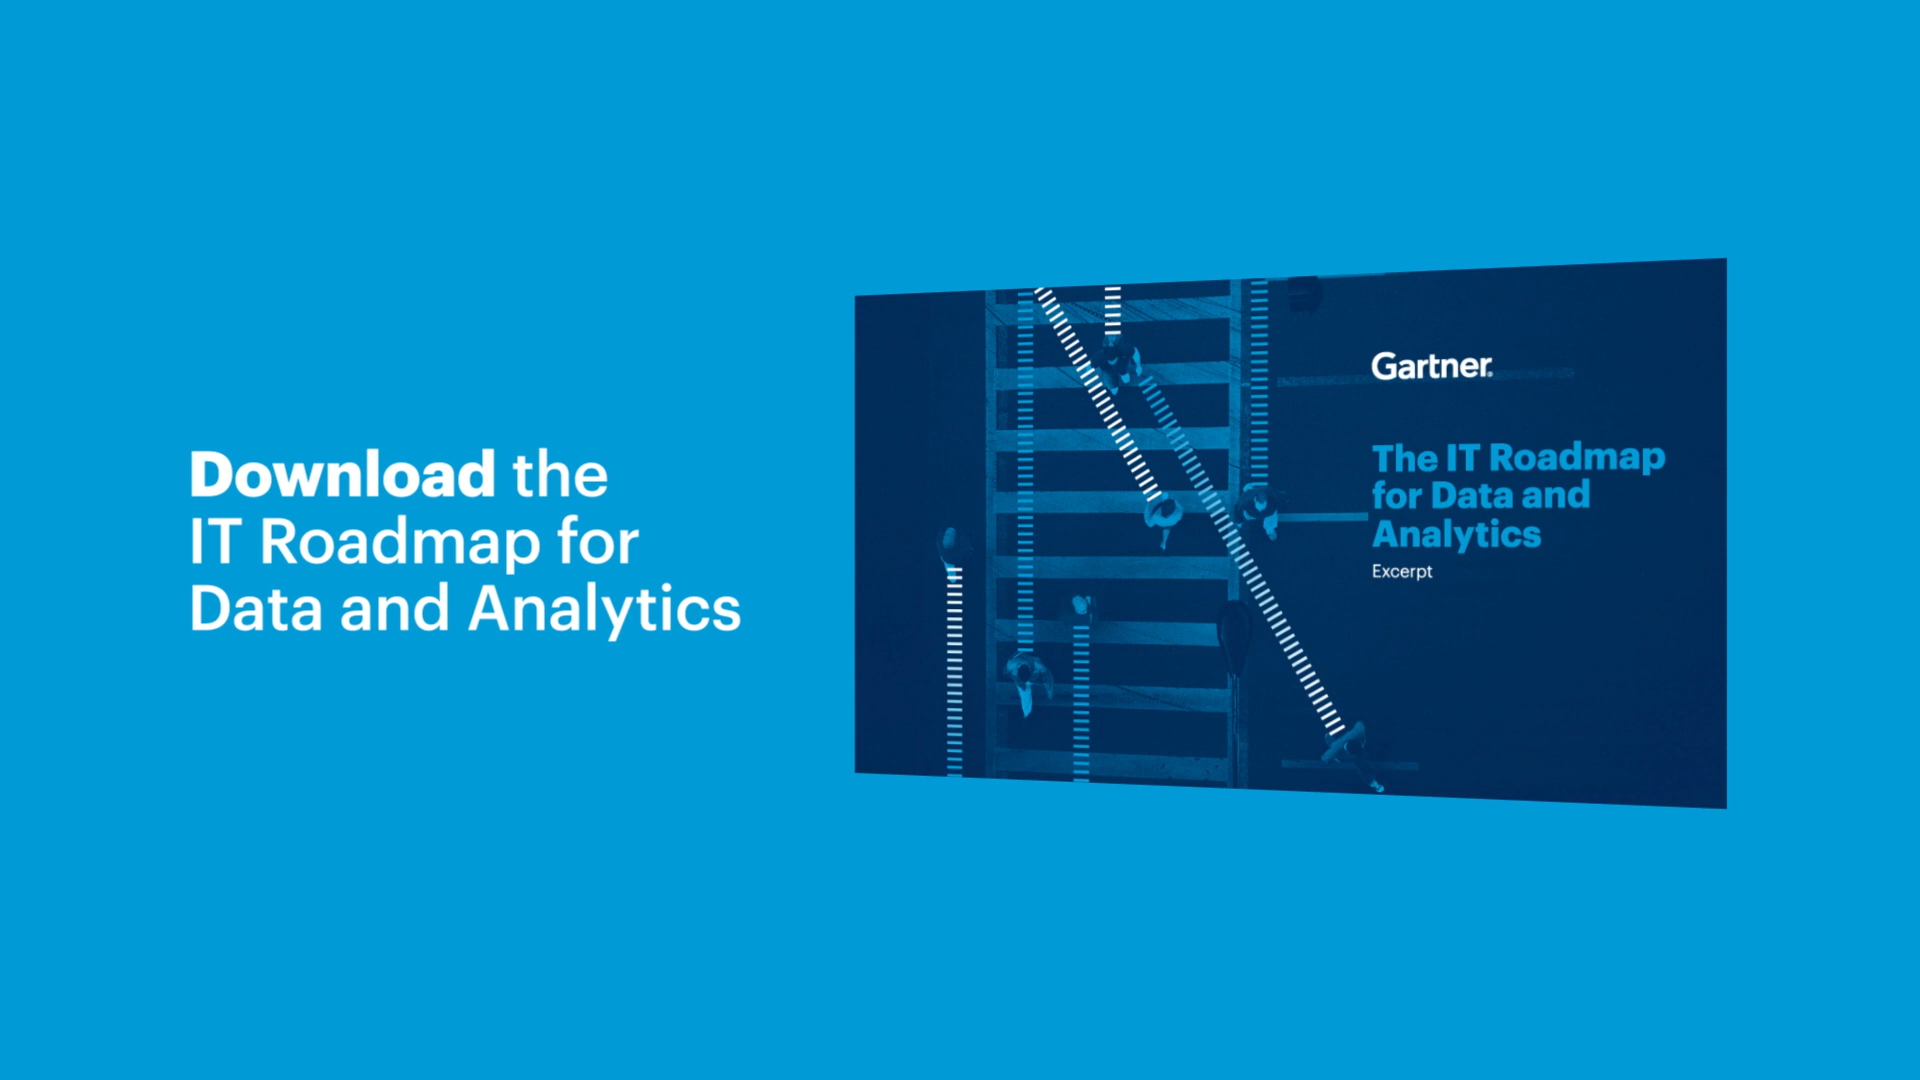 Download the
IT Roadmap for
Data and Analytics
Gartner®
The IT Roadmap
for Data and
Analytics
Excerpt